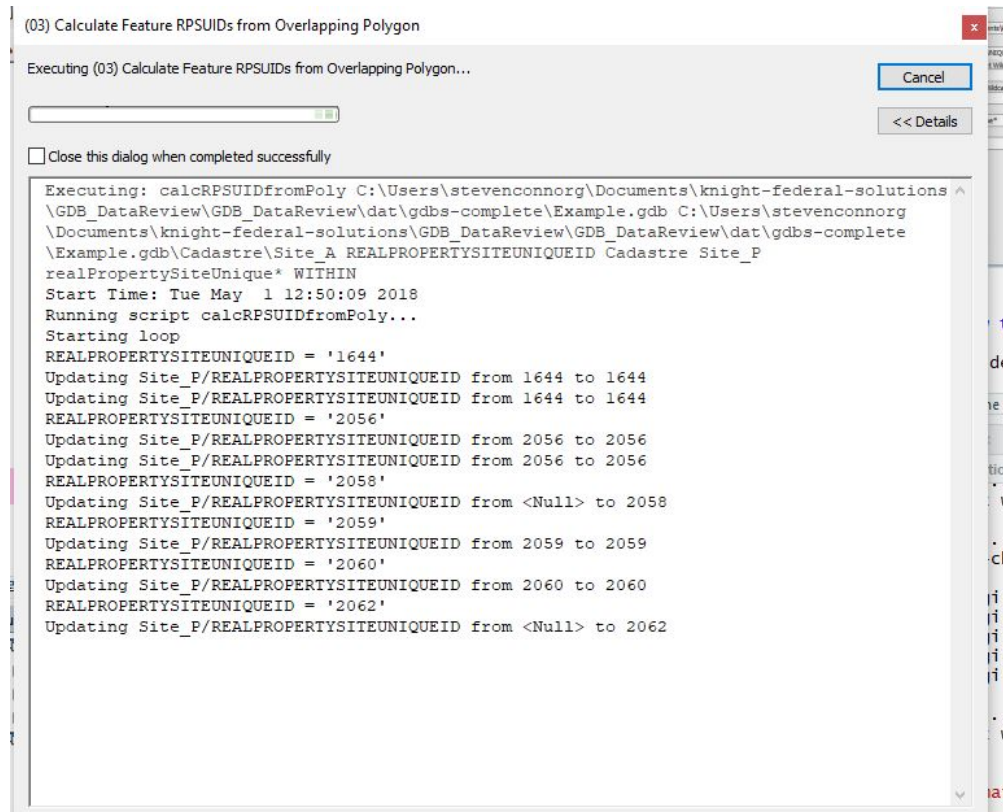 (03) Calculate Feature RPSUIDs from Overlapping Polygon
x
Executing (03) Calculate Feature RPSUIDs from Overlapping Polygon...
Cancel
<< Details
Close this dialog when completed successfully
Executing: calcRPSUIDfromPoly C:\Users\stevenconnorg\Documents\knight-federal-solutions
\GDB_DataReview\GDB_DataReview\dat\gdbs-complete\Example.gdb C:\Users\stevenconnorg
\Documents\knight-federal-solutions\GDB_DataReview\GDB_DataReview\dat\gdbs-complete
\Example.gdb\Cadastre\Site_A REALPROPERTYSITEUNIQUEID Cadastre Site_P
realPropertySiteUnique* WITHIN
Start Time: Tue May  1 12:50:09 2018
Running script calcRPSUIDfromPoly...
Starting loop
REALPROPERTYSITEUNIQUEID = '1644'
Updating Site_P/REALPROPERTYSITEUNIQUEID from 1644 to 1644
Updating Site_P/REALPROPERTYSITEUNIQUEID from 1644 to 1644
REALPROPERTYSITEUNIQUEID = '2056'
Updating Site_P/REALPROPERTYSITEUNIQUEID from 2056 to 2056
Updating Site_P/REALPROPERTYSITEUNIQUEID from 2056 to 2056
REALPROPERTYSITEUNIQUEID = '2058'
Updating Site_P/REALPROPERTYSITEUNIQUEID from <Null> to 2058
REALPROPERTYSITEUNIQUEID = '2059'
Updating Site_P/REALPROPERTYSITEUNIQUEID from 2059 to 2059
REALPROPERTYSITEUNIQUEID = '2060'
Updating Site_P/REALPROPERTYSITEUNIQUEID from 2060 to 2060
REALPROPERTYSITEUNIQUEID = '2062'
Updating Site_P/REALPROPERTYSITEUNIQUEID from <Null> to 2062